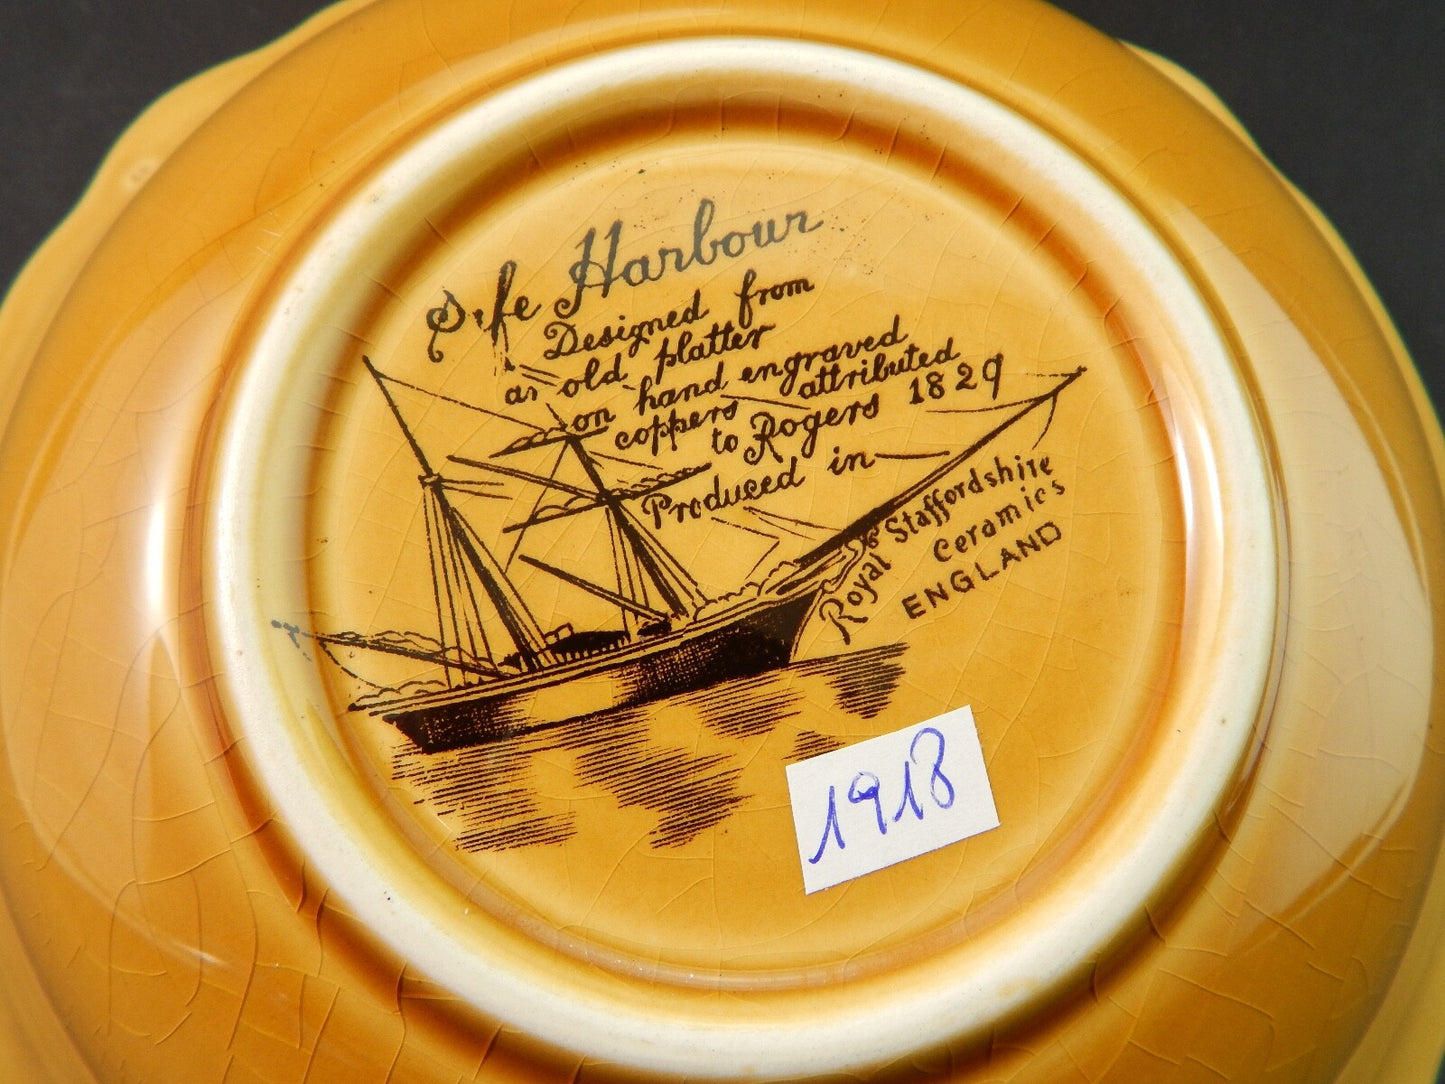 Safe Harbour
Designed from
an old platter
on hand engraved
coppers attributed
to Rogers 1829
Produced in
Royal Staffordshire
Ceramics
ENGLAND
1918